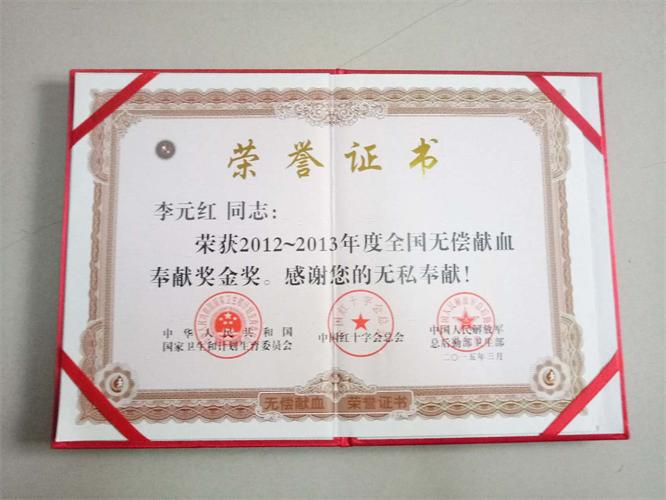 荣誉证书
李元红 同志：
荣获2012~2013年度全国无偿献血
奉献奖金奖。感谢您的无私奉献！
中华人民共和国
国家卫生和计划生育委员会
中国红十字会总会
中国人民解放军
总后勤部卫生部
二〇一五年三月
无偿献血 荣誉证书